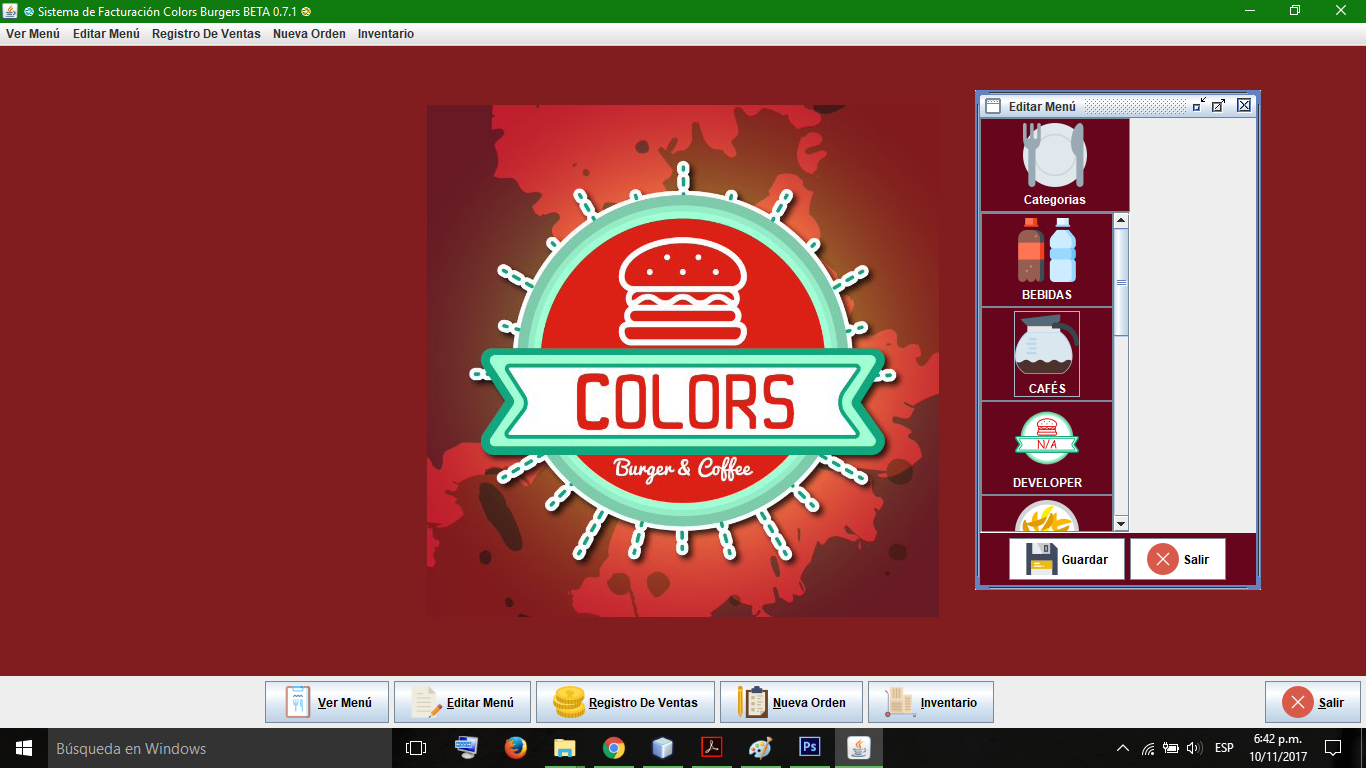 Sistema de Facturación Colors Burgers BETA 0.7.1
Ver Menú Editar Menú Registro De Ventas Nueva Orden Inventario
Editar Menú
Categorias
BEBIDAS
CAFÉS
N/A
DEVELOPER
COLORS
Burger & Coffee
Guardar Salir
Ver Menú Editar Menú Registro De Ventas Nueva Orden Inventario Salir
Búsqueda en Windows
Ps
ESP
6:42 p.m.
10/11/2017